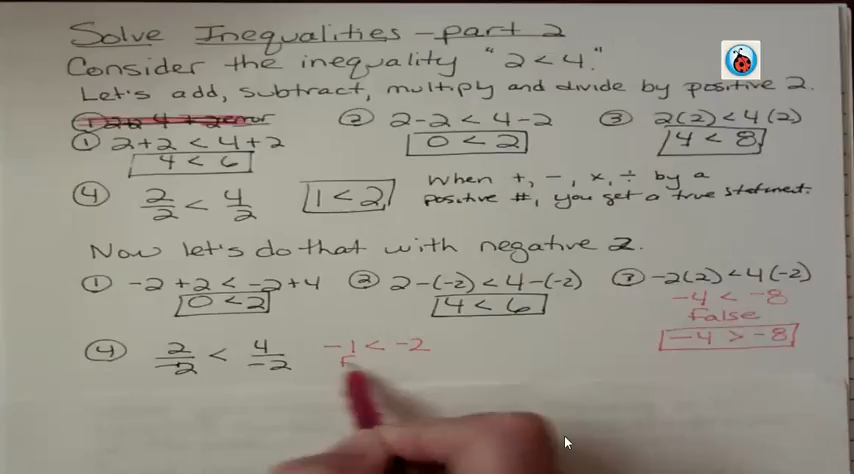 Solve Inequalities - part 2
Consider the inequality "2 < 4."
Let's add, subtract, multiply and divide by positive 2.
① 2+2 < 4+2
4 < 6
② 2-2 < 4-2
0 < 2
③ 2(2) < 4(2)
4 < 8
④ 2/2 < 4/2
1 < 2
When +, -, x, ÷ by a
positive #, you get a true statement.
Now let's do that with negative 2.
① -2+2 < -2+4
0 < 2
② 2-(-2) < 4-(-2)
4 < 6
③ -2(2) < 4(-2)
-4 < -8
False
-4 > -8
④ 2/-2 < 4/-2
-1 < -2
F